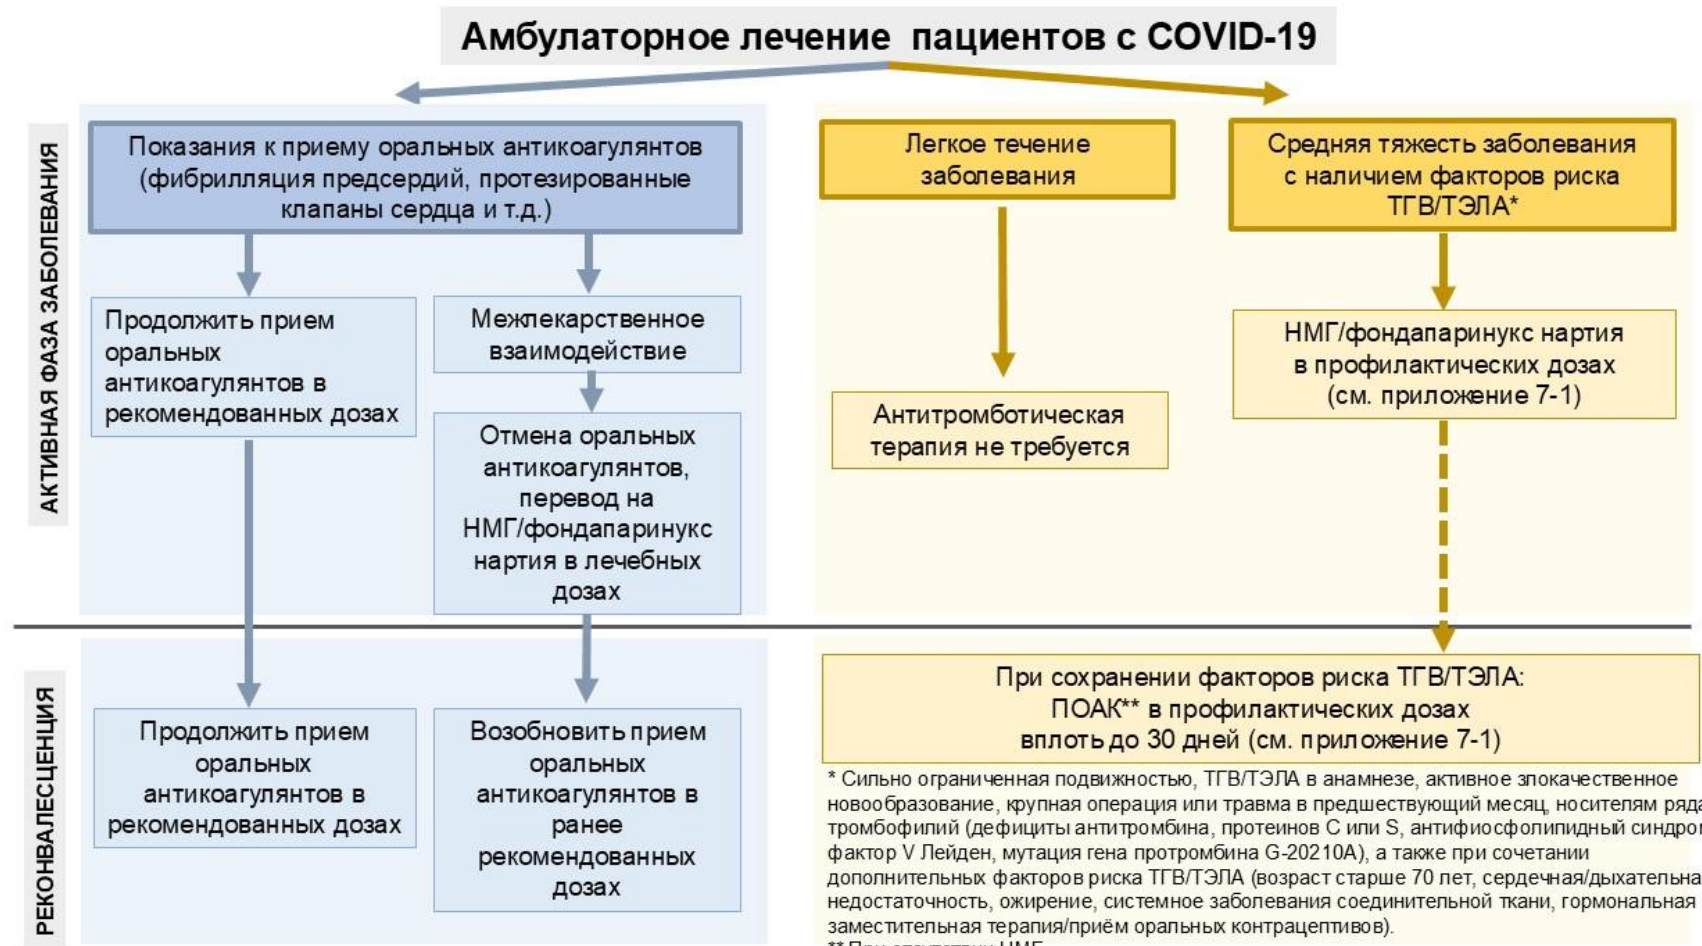 Амбулаторное лечение пациентов с COVID-19
АКТИВНАЯ ФАЗА ЗАБОЛЕВАНИЯ
Показания к приему оральных антикоагулянтов
(фибрилляция предсердий, протезированные
клапаны сердца и т.д.)
Продолжить прием
оральных
антикоагулянтов в
рекомендованных дозах
Межлекарственное
взаимодействие
Отмена оральных
антикоагулянтов,
перевод на
НМГ/фондапаринукс
нартия в лечебных
дозах
Легкое течение
заболевания
Антитромботическая
терапия не требуется
Средняя тяжесть заболевания
с наличием факторов риска
ТГВ/ТЭЛА*
НМГ/фондапаринукс нартия
в профилактических дозах
(см. приложение 7-1)
РЕКОНВАЛЕСЦЕНЦИЯ
Продолжить прием
оральных
антикоагулянтов в
рекомендованных дозах
Возобновить прием
оральных
антикоагулянтов в
ранее
рекомендованных
дозах
При сохранении факторов риска ТГВ/ТЭЛА:
ПОАК** в профилактических дозах
вплоть до 30 дней (см. приложение 7-1)
* Сильно ограниченная подвижностью, ТГВ/ТЭЛА в анамнезе, активное злокачественное
новообразование, крупная операция или травма в предшествующий месяц, носителям ряда
тромбофилий (дефициты антитромбина, протеинов С или S, антифиосфолипидный синдром
фактор V Лейден, мутация гена протромбина G-20210A), а также при сочетании
дополнительных факторов риска ТГВ/ТЭЛА (возраст старше 70 лет, сердечная/дыхательна
недостаточность, ожирение, системное заболевания соединительной ткани, гормональная
заместительная терапия/приём оральных контрацептивов).
** При отсутствии НМГ